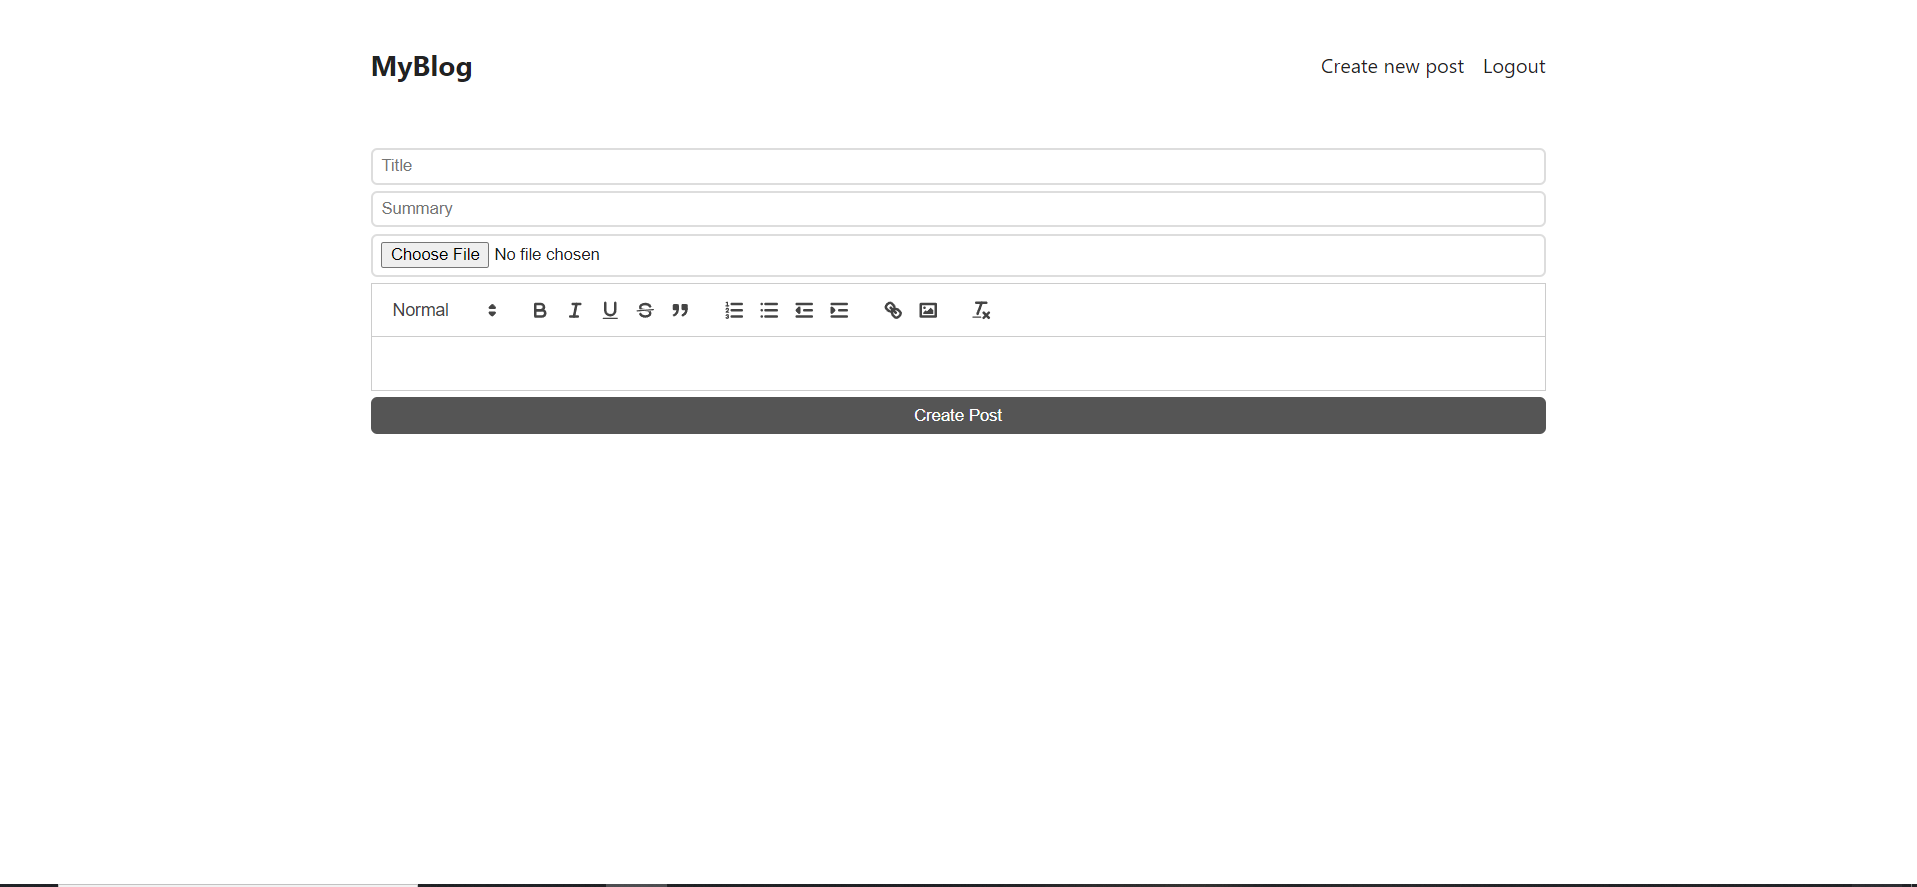 MyBlog
Create new post Logout
Title
Summary
Choose File No file chosen
Normal
Create Post